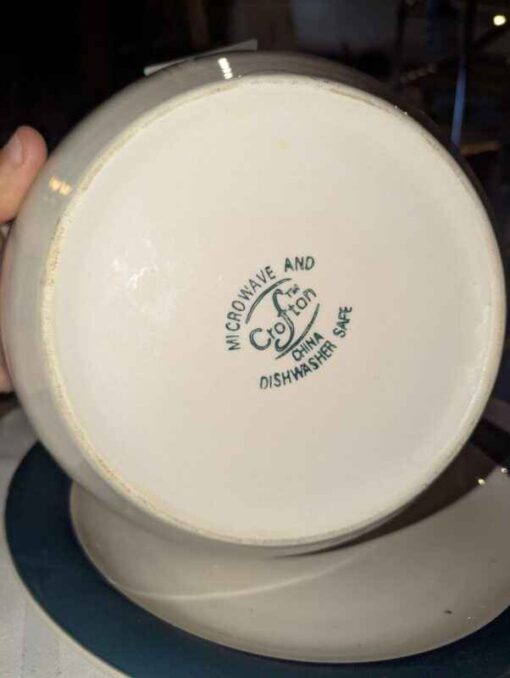 MICROWAVE AND
Crofton TM
CHINA
DISHWASHER SAFE